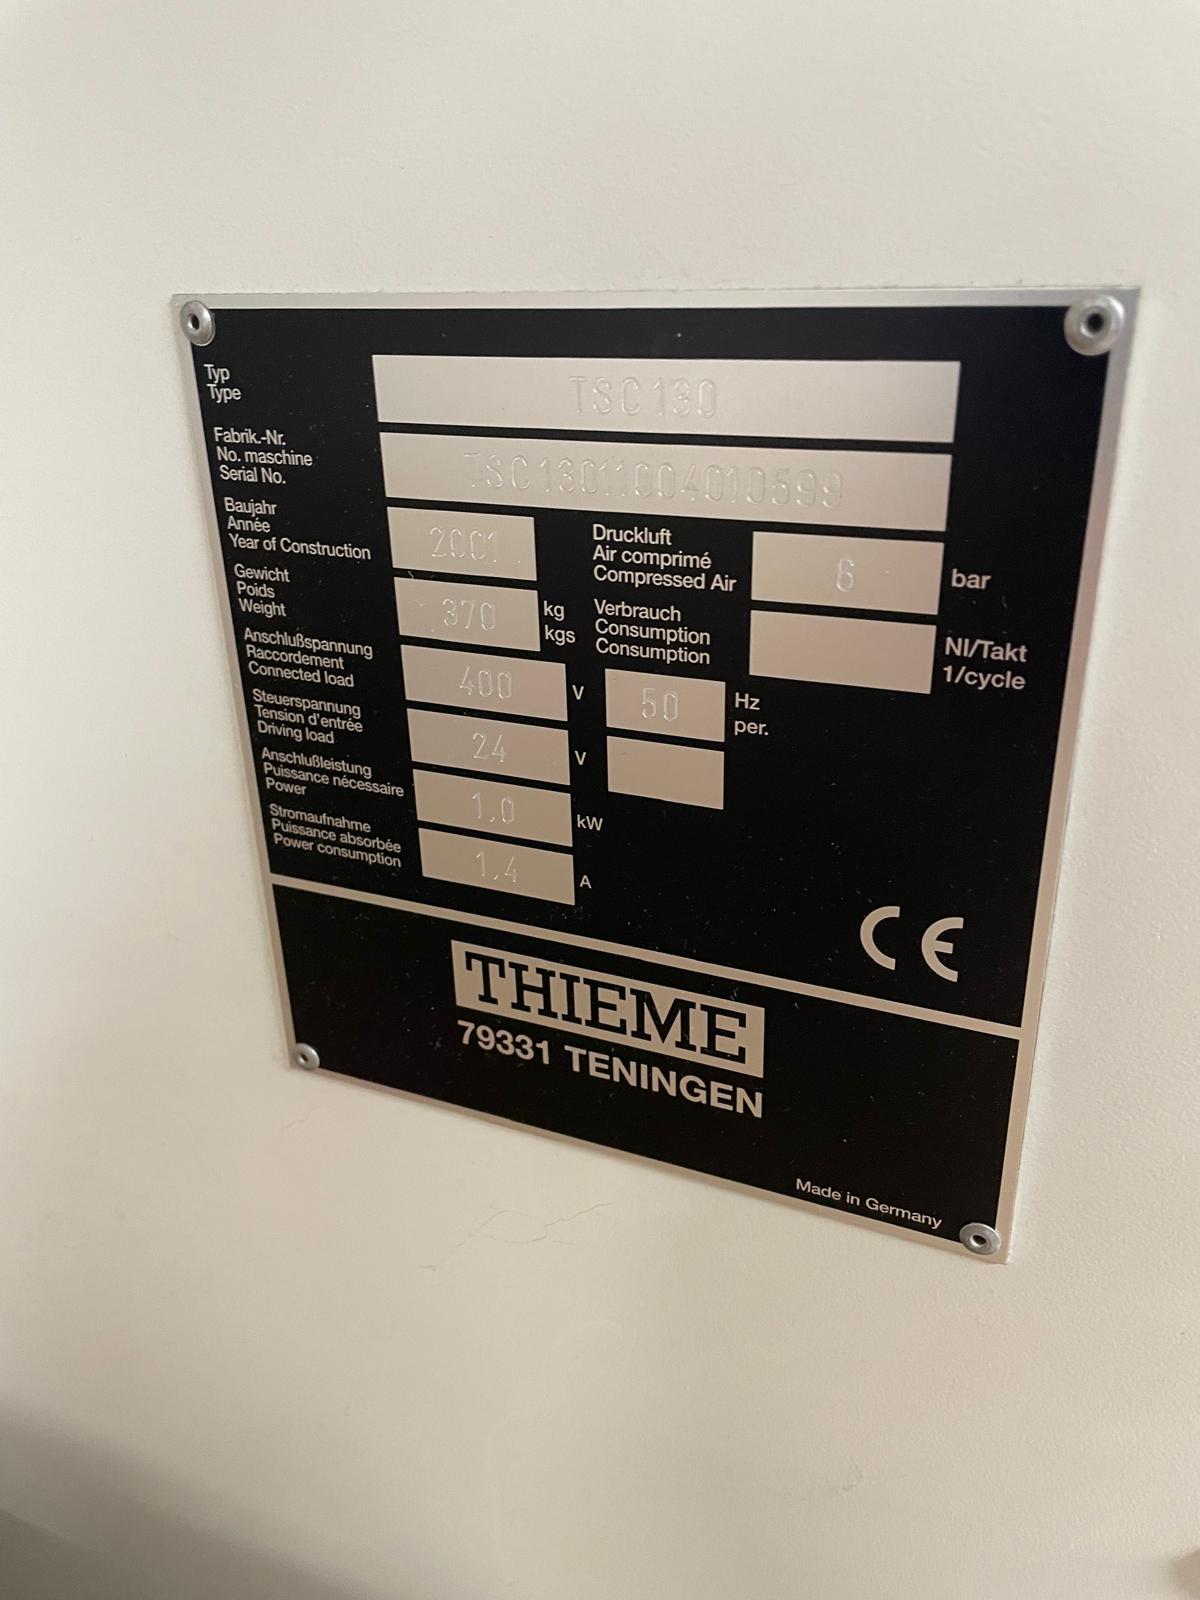 Typ
Type
TSC130
Fabrik.-Nr.
No. maschine
Serial No.
TSC13011004010599
Baujahr
Année
Year of Construction
2001
Druckluft
Air comprimé
Compressed Air
6
bar
Gewicht
Poids
Weight
370
kg
kgs
Verbrauch
Consumption
Consumption
Nl/Takt
1/cycle
Anschlußspannung
Raccordement
Connected load
400
V
50
Hz
per.
Steuerspannung
Tension d'entrée
Driving load
24
V
Anschlußleistung
Puissance nécessaire
Power
1,0
kW
Stromaufnahme
Puissance absorbée
Power consumption
1,4
A
CE
THIEME
79331 TENINGEN
Made in Germany